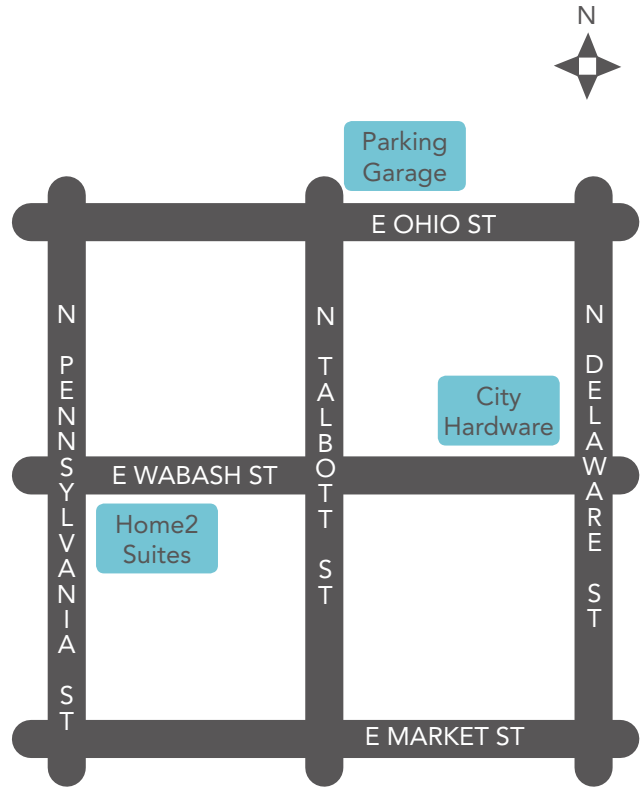 N
Parking
Garage
E OHIO ST
N PENNSYLVANIA ST
N TALBOTT ST
N DELAWARE ST
City
Hardware
E WABASH ST
Home2
Suites
E MARKET ST